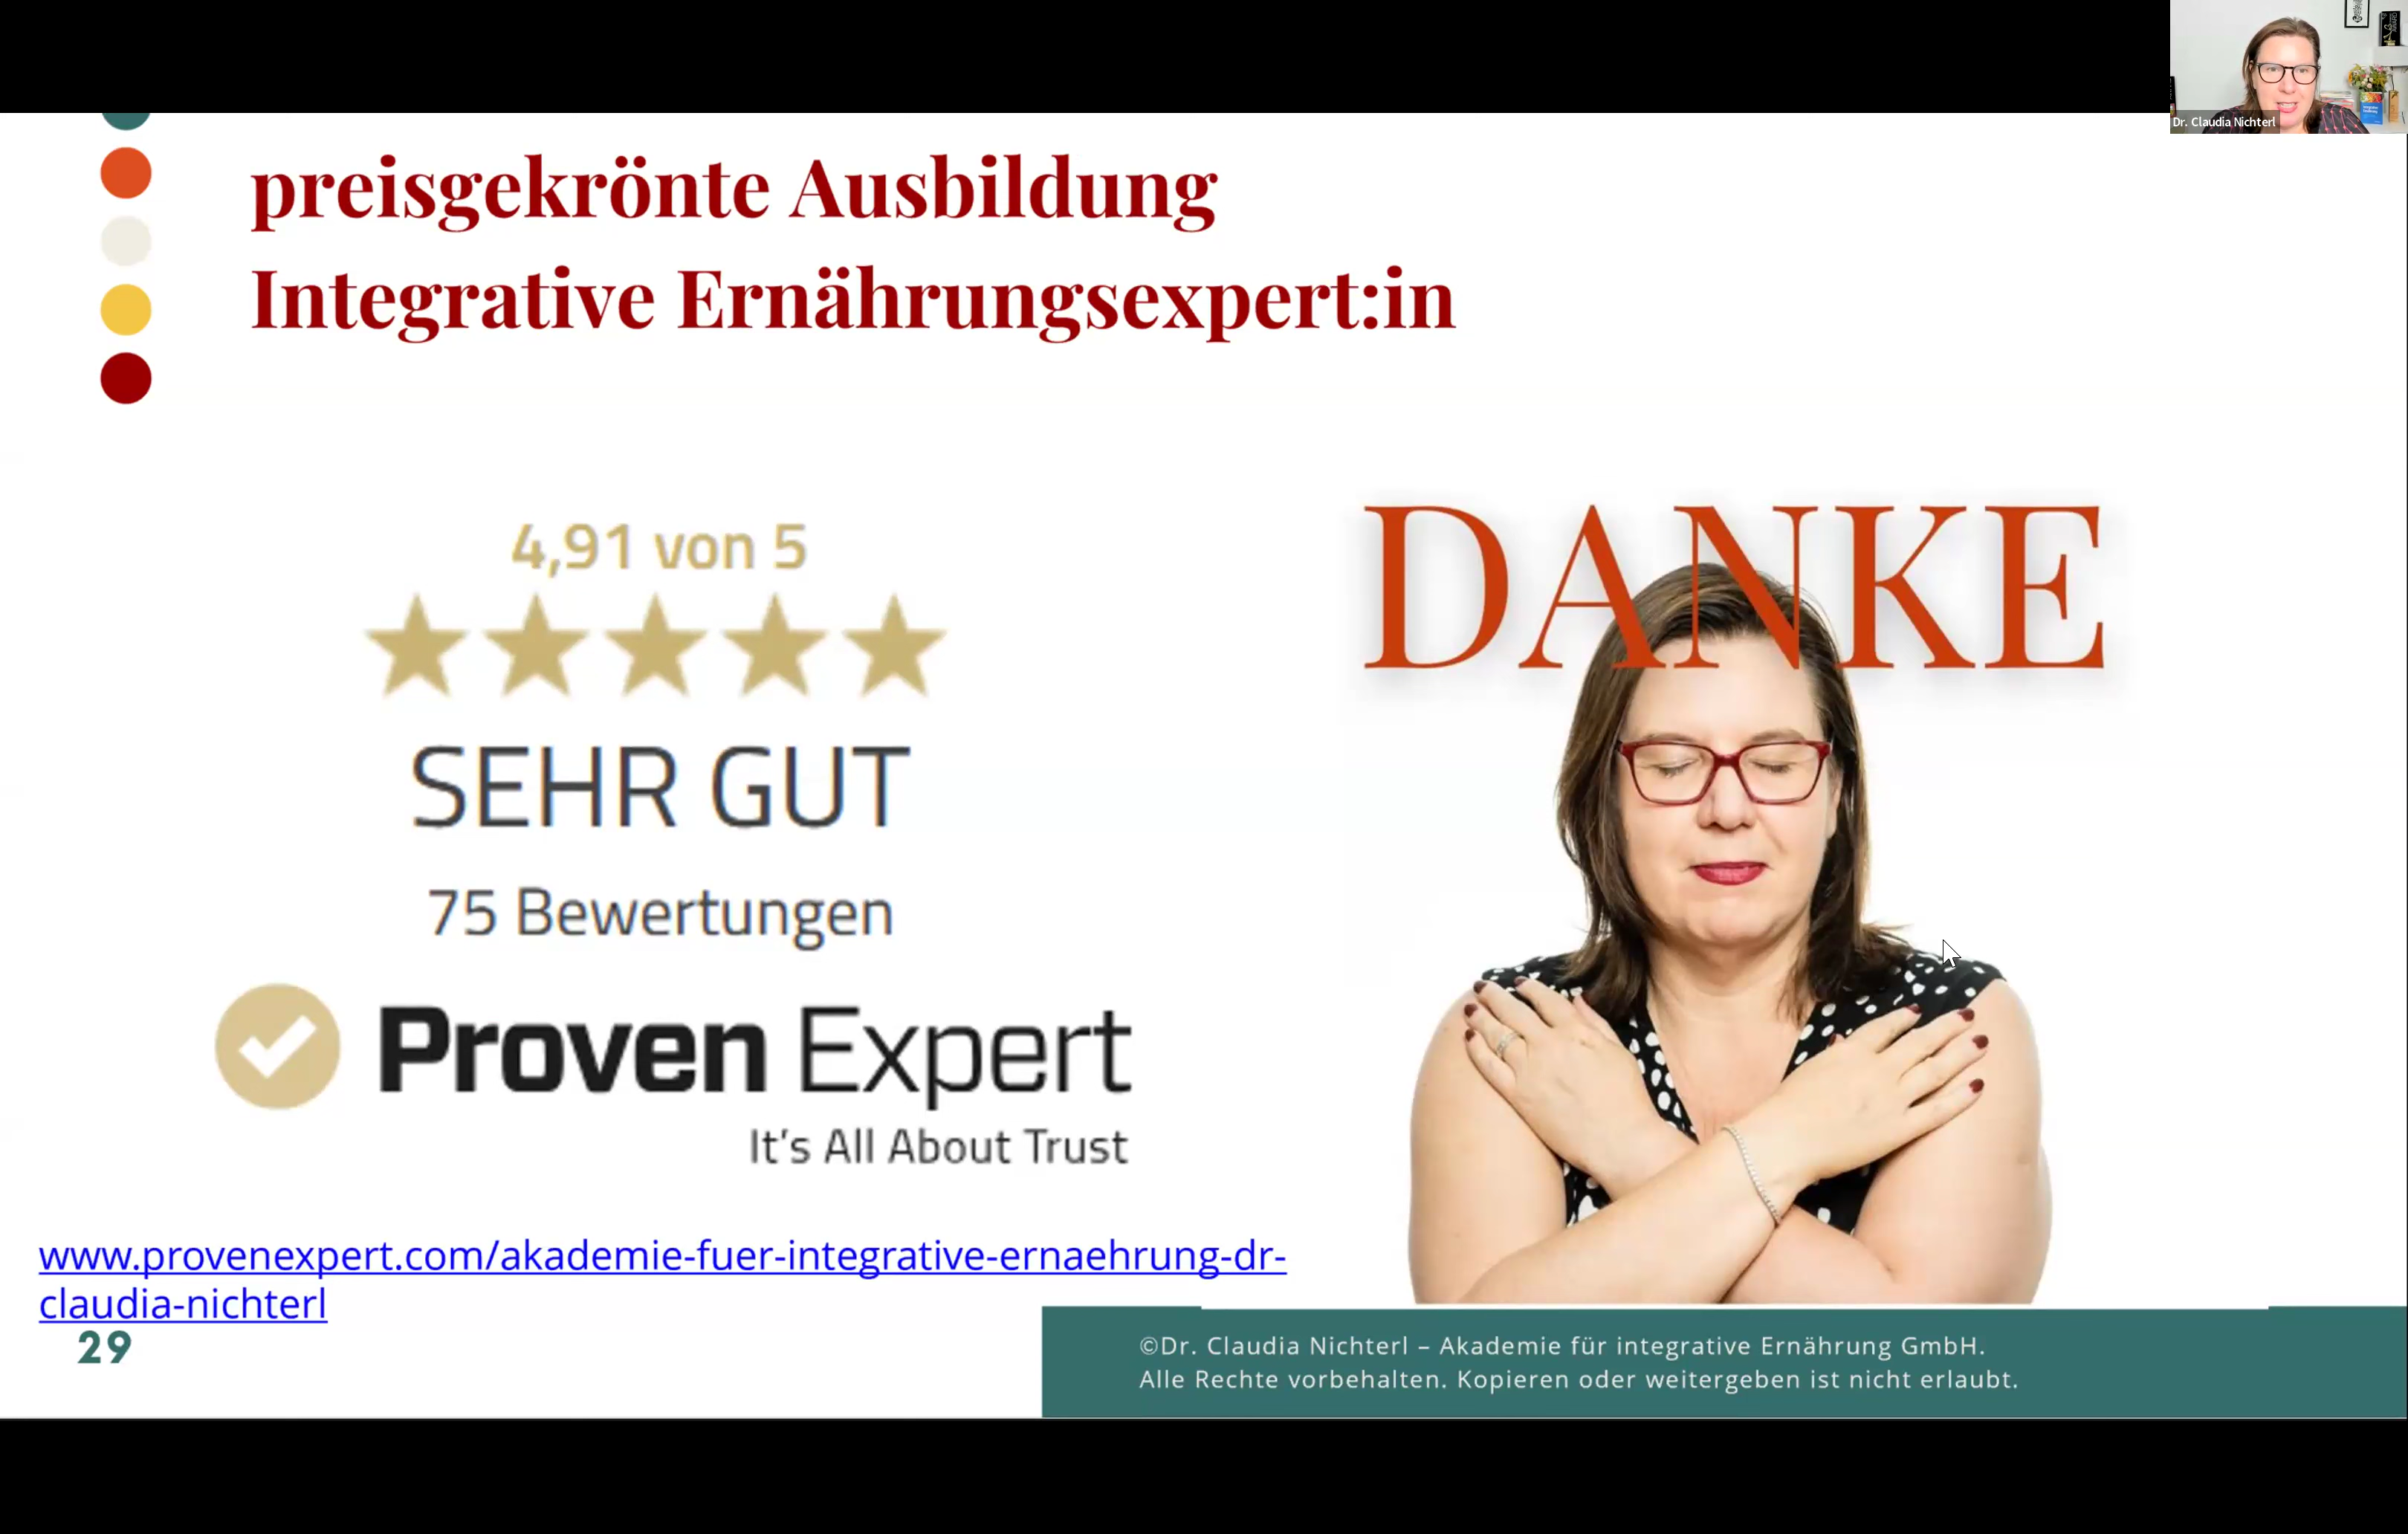 Dr. Claudia Nichterl
preisgekrönte Ausbildung
Integrative Ernährungsexpert:in
4,91 von 5
SEHR GUT
75 Bewertungen
Proven Expert
It's All About Trust
DANKE
www.provenexpert.com/akademie-fuer-integrative-ernaehrung-dr-
claudia-nichterl
29
©Dr. Claudia Nichterl – Akademie für integrative Ernährung GmbH.
Alle Rechte vorbehalten. Kopieren oder weitergeben ist nicht erlaubt.